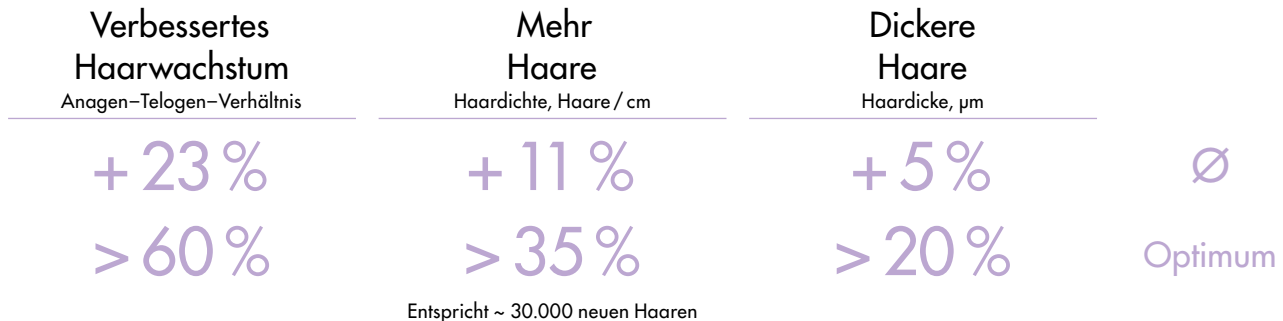 Verbessertes
Haarwachstum
Anagen–Telogen–Verhältnis
Mehr
Haare
Haardichte, Haare / cm
Dickere
Haare
Haardicke, µm
+ 23 % + 11 % + 5 % Ø
> 60 % > 35 % > 20 % Optimum
Entspricht ~ 30.000 neuen Haaren